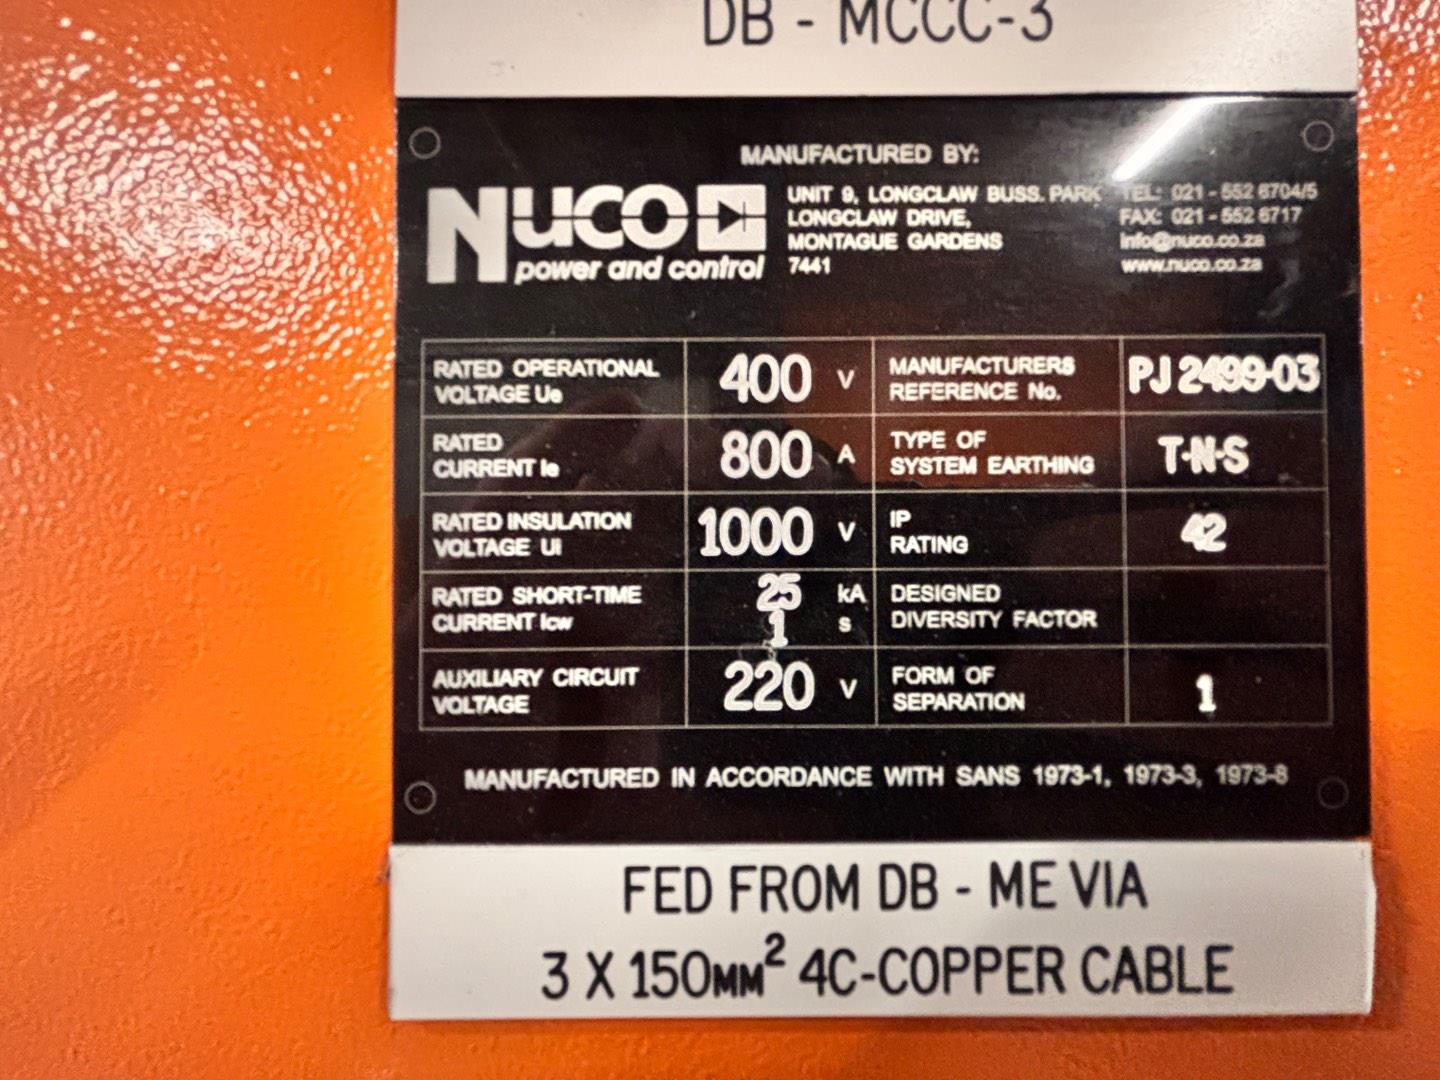 DB - MCCC-3
MANUFACTURED BY:
NUCO
power and control
UNIT 9, LONGCLAW BUSS. PARK
LONGCLAW DRIVE,
MONTAGUE GARDENS
7441
TEL: 021 - 552 6704/5
FAX: 021 - 552 6717
info@nuco.co.za
www.nuco.co.za
RATED OPERATIONAL
VOLTAGE Ue
400 V
MANUFACTURERS
REFERENCE No.
PJ 2499-03
RATED
CURRENT Ie
800 A
TYPE OF
SYSTEM EARTHING
T-N-S
RATED INSULATION
VOLTAGE Ui
1000 V
IP
RATING
42
RATED SHORT-TIME
CURRENT Icw
25 kA
1 s
DESIGNED
DIVERSITY FACTOR
AUXILIARY CIRCUIT
VOLTAGE
220 V
FORM OF
SEPARATION
1
MANUFACTURED IN ACCORDANCE WITH SANS 1973-1, 1973-3, 1973-8
FED FROM DB - ME VIA
3 X 150MM² 4C-COPPER CABLE